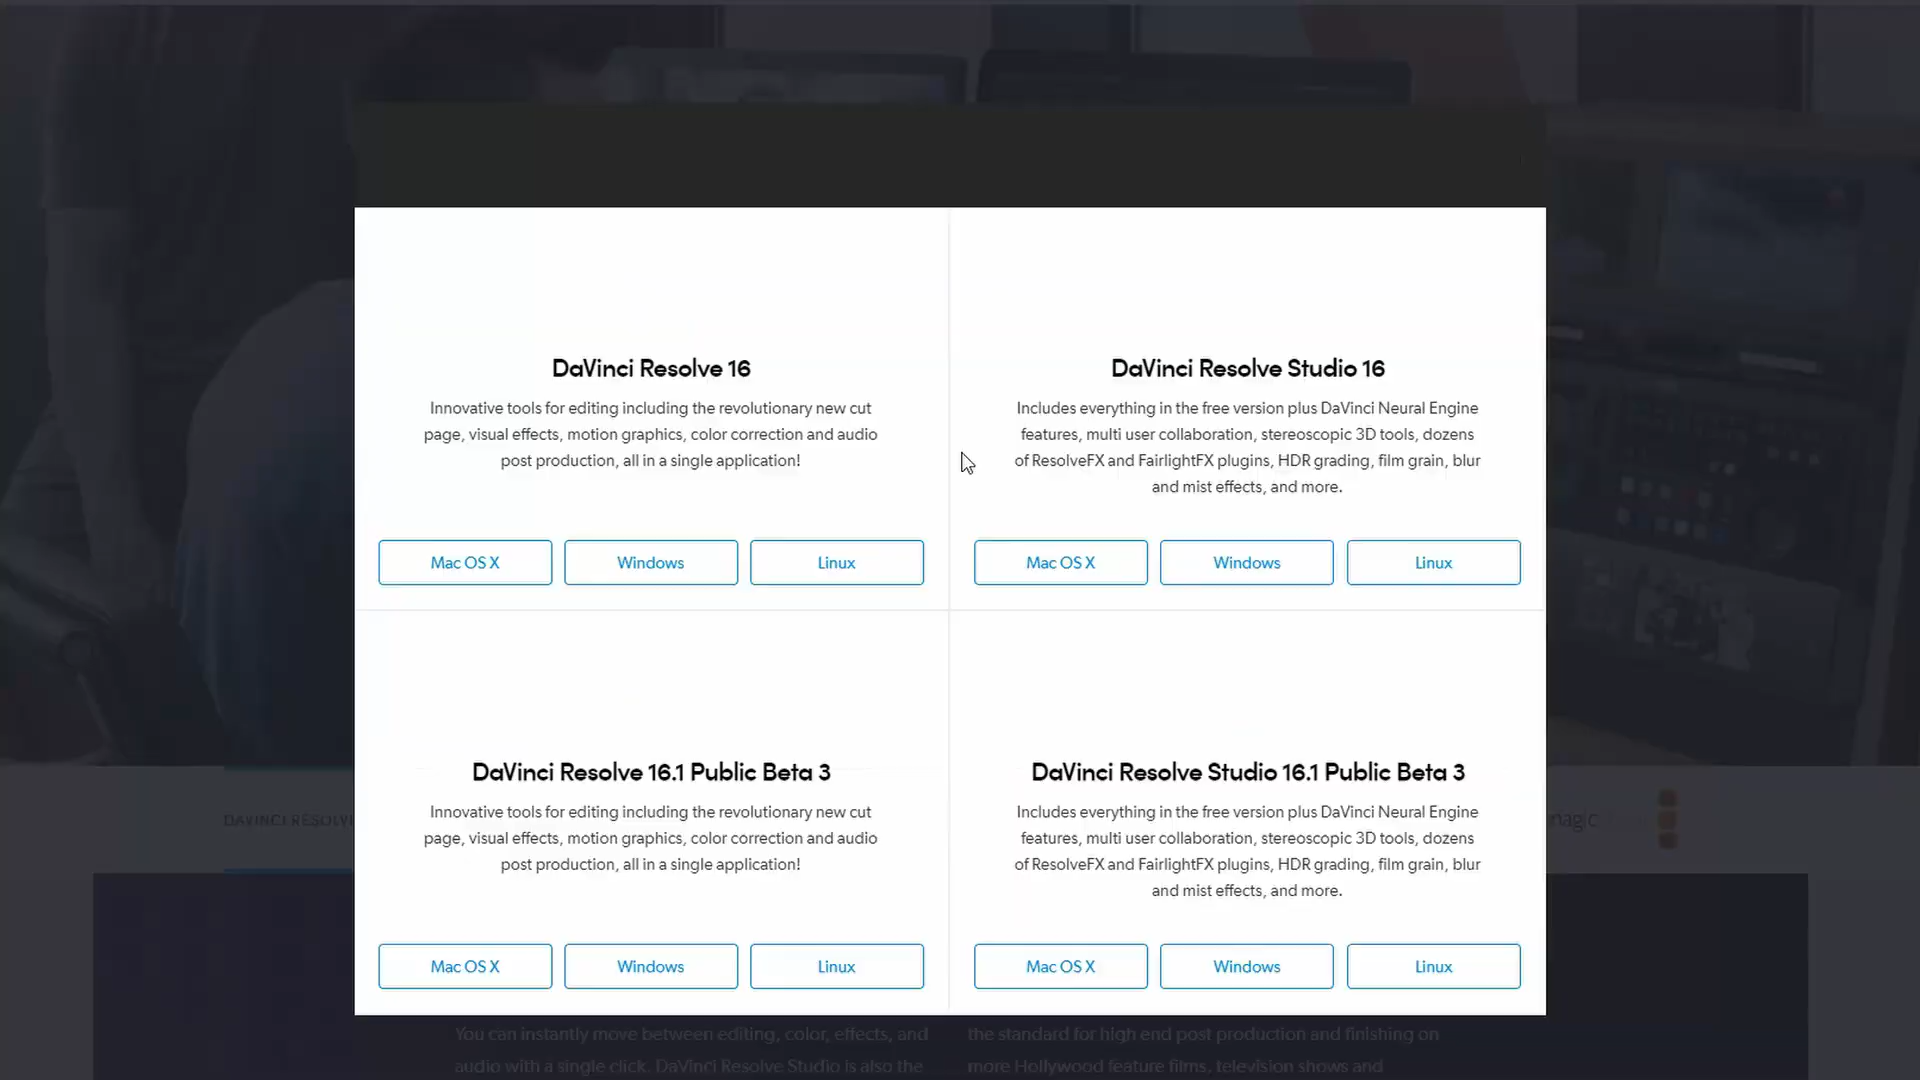 DaVinci Resolve 16
Innovative tools for editing including the revolutionary new cut
page, visual effects, motion graphics, color correction and audio
post production, all in a single application!
Mac OS X
Windows
Linux
DaVinci Resolve Studio 16
Includes everything in the free version plus DaVinci Neural Engine
features, multi user collaboration, stereoscopic 3D tools, dozens
of ResolveFX and FairlightFX plugins, HDR grading, film grain, blur
and mist effects, and more.
Mac OS X
Windows
Linux
DaVinci Resolve 16.1 Public Beta 3
Innovative tools for editing including the revolutionary new cut
page, visual effects, motion graphics, color correction and audio
post production, all in a single application!
Mac OS X
Windows
Linux
DaVinci Resolve Studio 16.1 Public Beta 3
Includes everything in the free version plus DaVinci Neural Engine
features, multi user collaboration, stereoscopic 3D tools, dozens
of ResolveFX and FairlightFX plugins, HDR grading, film grain, blur
and mist effects, and more.
Mac OS X
Windows
Linux
DAVINCI RESOLV
You can instantly move between editing, color, effects, and
audio with a single click. DaVinci Resolve Studio is also the
the standard for high end post production and finishing on
more Hollywood feature films, television shows and